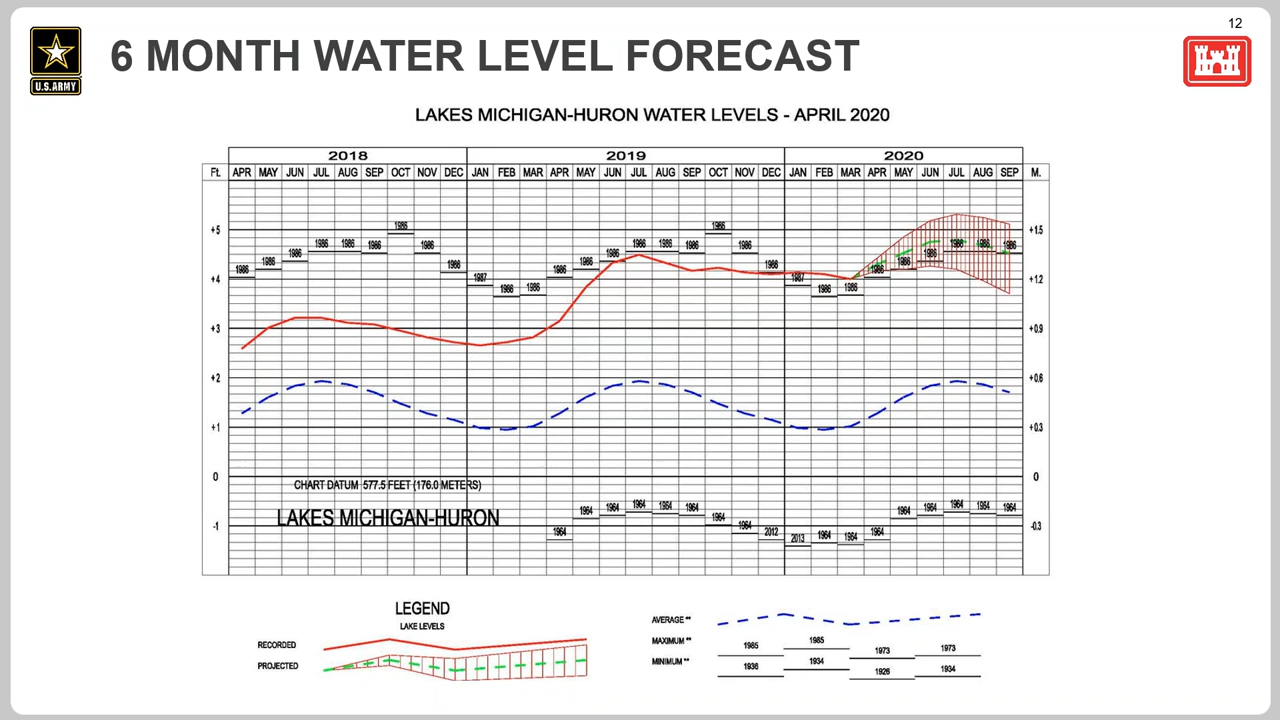 12
6 MONTH WATER LEVEL FORECAST
U.S.ARMY
LAKES MICHIGAN-HURON WATER LEVELS - APRIL 2020
2018 2019 2020
Ft. APR MAY JUN JUL AUG SEP OCT NOV DEC JAN FEB MAR APR MAY JUN JUL AUG SEP OCT NOV DEC JAN FEB MAR APR MAY JUN JUL AUG SEP M.
1986 1986
+5 +1.5
1986 1986 1986 1986 1986 1986 1986 1986 1986 1986 1986 1986
1986 1986 1986
1986 1986 1986 1986
1986 1986 1986
+4 +1.2
1987 1987
1986 1986 1986 1986
+3 +0.9
+2 +0.6
+1 +0.3
0 0
CHART DATUM 577.5 FEET (176.0 METERS)
LAKES MICHIGAN-HURON
1964 1964 1964 1964 1964 1964 1964 1964 1964 1964
1964 1964
-1 -0.3
1964 2012 1964
2013 1964 1964
LEGEND
LAKE LEVELS
RECORDED
PROJECTED
AVERAGE **
MAXIMUM **
1985 1985 1973 1973
MINIMUM **
1936 1934 1926 1934